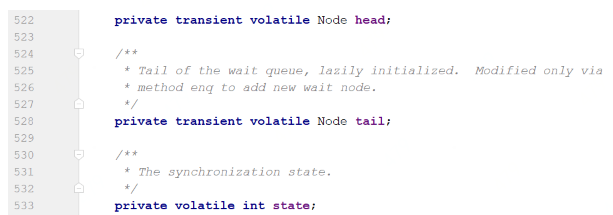 522 private transient volatile Node head;
523
524 /**
525 * Tail of the wait queue, lazily initialized.  Modified only via
526 * method enq to add new wait node.
527 */
528 private transient volatile Node tail;
529
530 /**
531 * The synchronization state.
532 */
533 private volatile int state;